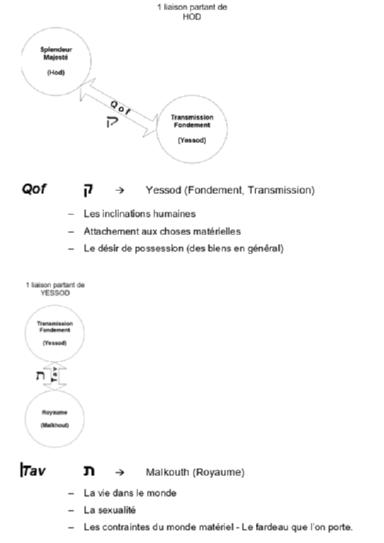 1 liaison partant de
HOD
Splendeur
Majesté
(Hod)
Qof
ק
Transmission
Fondement
(Yessod)
Qof ק → Yessod (Fondement, Transmission)
– Les inclinations humaines
– Attachement aux choses matérielles
– Le désir de possession (des biens en général)
1 liaison partant de
YESSOD
Transmission
Fondement
(Yessod)
ת
Royaume
(Malkhout)
Tav ת → Malkouth (Royaume)
– La vie dans le monde
– La sexualité
– Les contraintes du monde matériel - Le fardeau que l'on porte.